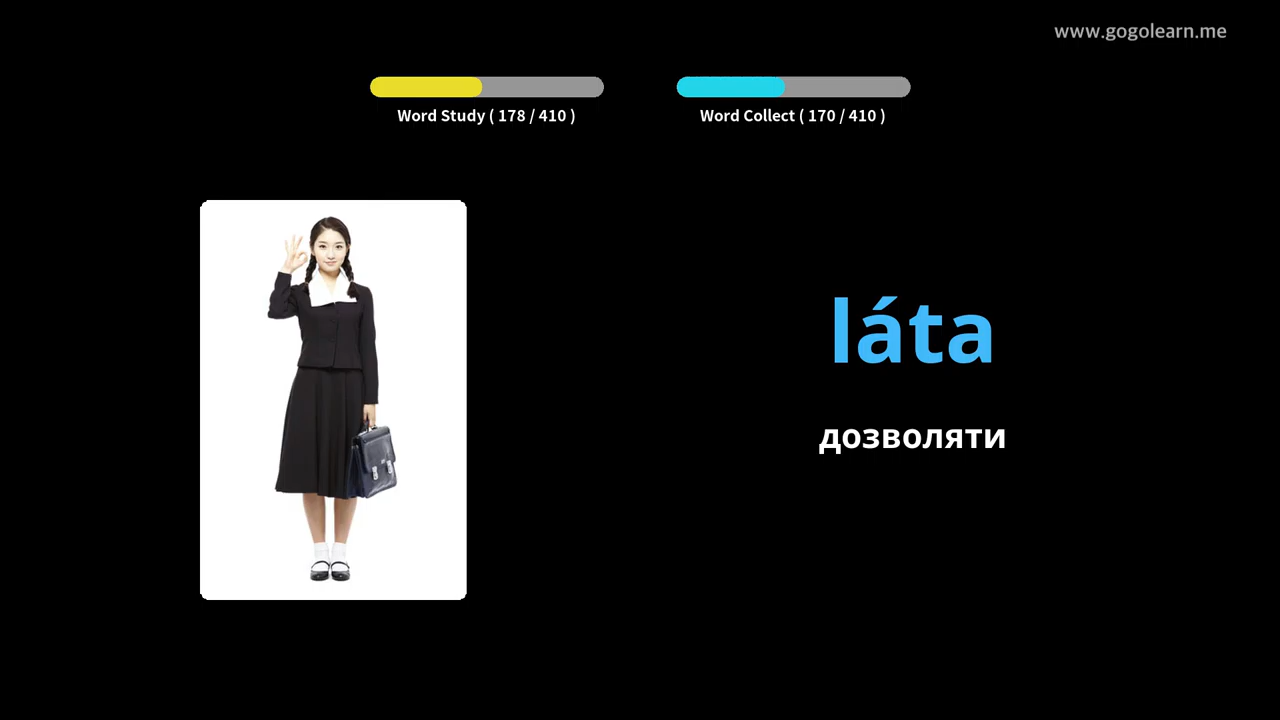 www.gogolearn.me
Word Study ( 178 / 410 )
Word Collect ( 170 / 410 )
láta
дозволяти